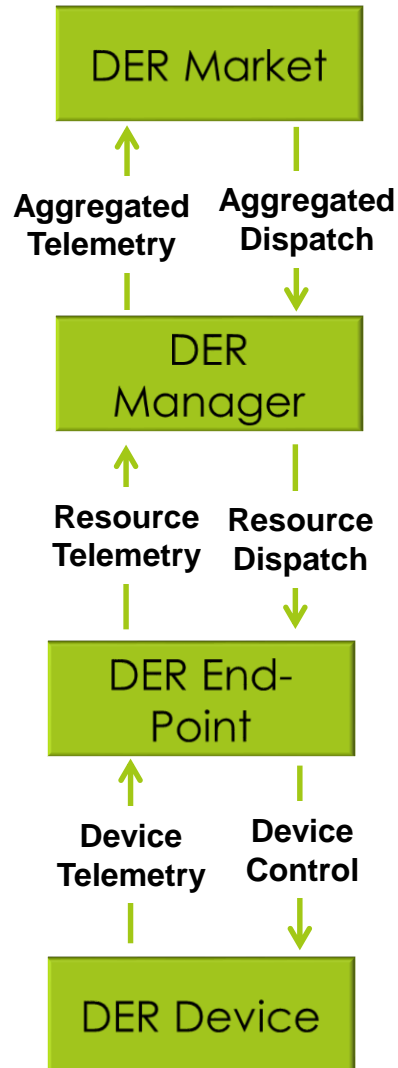 DER Market
Aggregated
Telemetry
Aggregated
Dispatch
DER
Manager
Resource
Telemetry
Resource
Dispatch
DER End-
Point
Device
Telemetry
Device
Control
DER Device